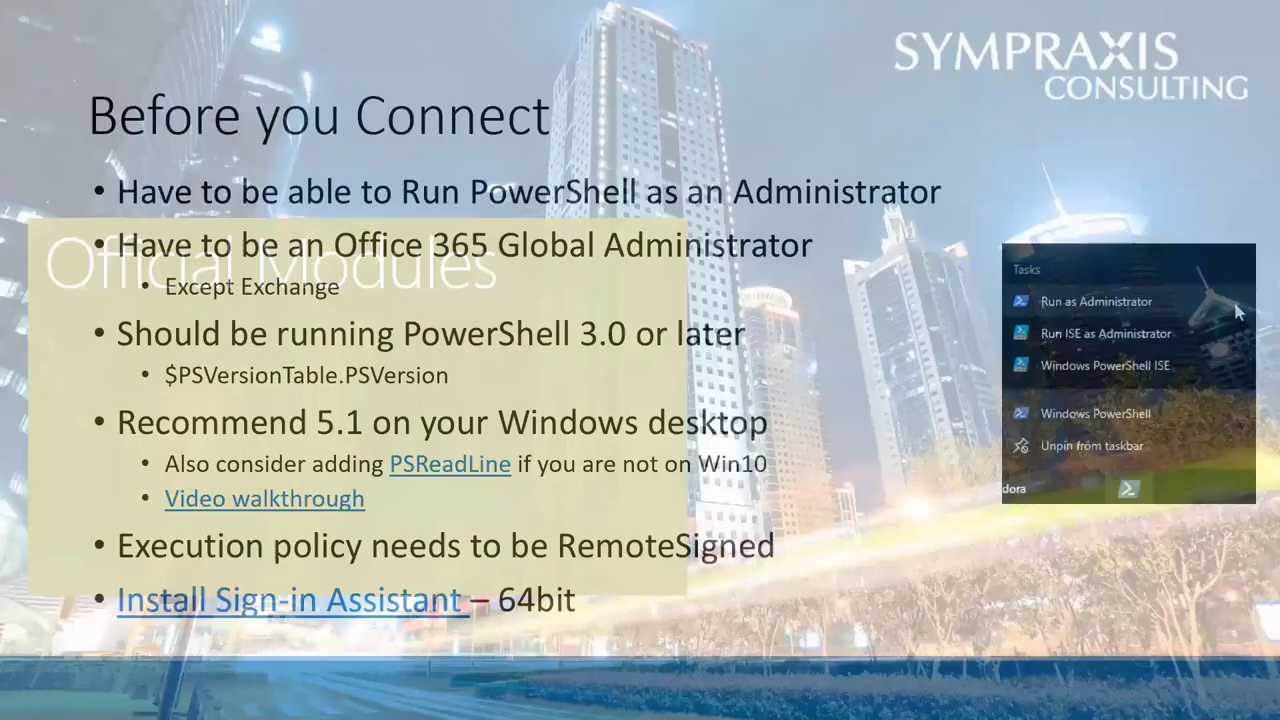 SYMPRAXIS
CONSULTING
Before you Connect
• Have to be able to Run PowerShell as an Administrator
• Have to be an Office 365 Global Administrator
Official Modules
• Except Exchange
• Should be running PowerShell 3.0 or later
• $PSVersionTable.PSVersion
• Recommend 5.1 on your Windows desktop
• Also consider adding PSReadLine if you are not on Win10
• Video walkthrough
• Execution policy needs to be RemoteSigned
• Install Sign-in Assistant – 64bit
Tasks
Run as Administrator
Run ISE as Administrator
Windows PowerShell ISE
Windows PowerShell
Unpin from taskbar
dora